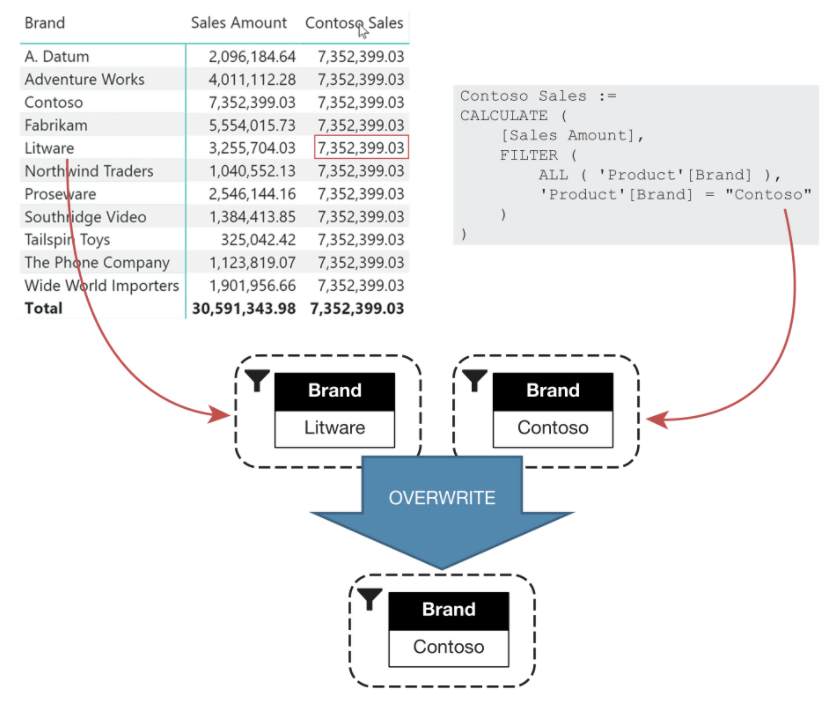 Brand Sales Amount Contoso Sales
A. Datum 2,096,184.64 7,352,399.03
Adventure Works 4,011,112.28 7,352,399.03
Contoso 7,352,399.03 7,352,399.03
Fabrikam 5,554,015.73 7,352,399.03
Litware 3,255,704.03 7,352,399.03
Northwind Traders 1,040,552.13 7,352,399.03
Proseware 2,546,144.16 7,352,399.03
Southridge Video 1,384,413.85 7,352,399.03
Tailspin Toys 325,042.42 7,352,399.03
The Phone Company 1,123,819.07 7,352,399.03
Wide World Importers 1,901,956.66 7,352,399.03
Total 30,591,343.98 7,352,399.03
Contoso Sales :=
CALCULATE (
[Sales Amount],
FILTER (
ALL ( 'Product'[Brand] ),
'Product'[Brand] = "Contoso"
)
)
Brand
Litware
Brand
Contoso
OVERWRITE
Brand
Contoso